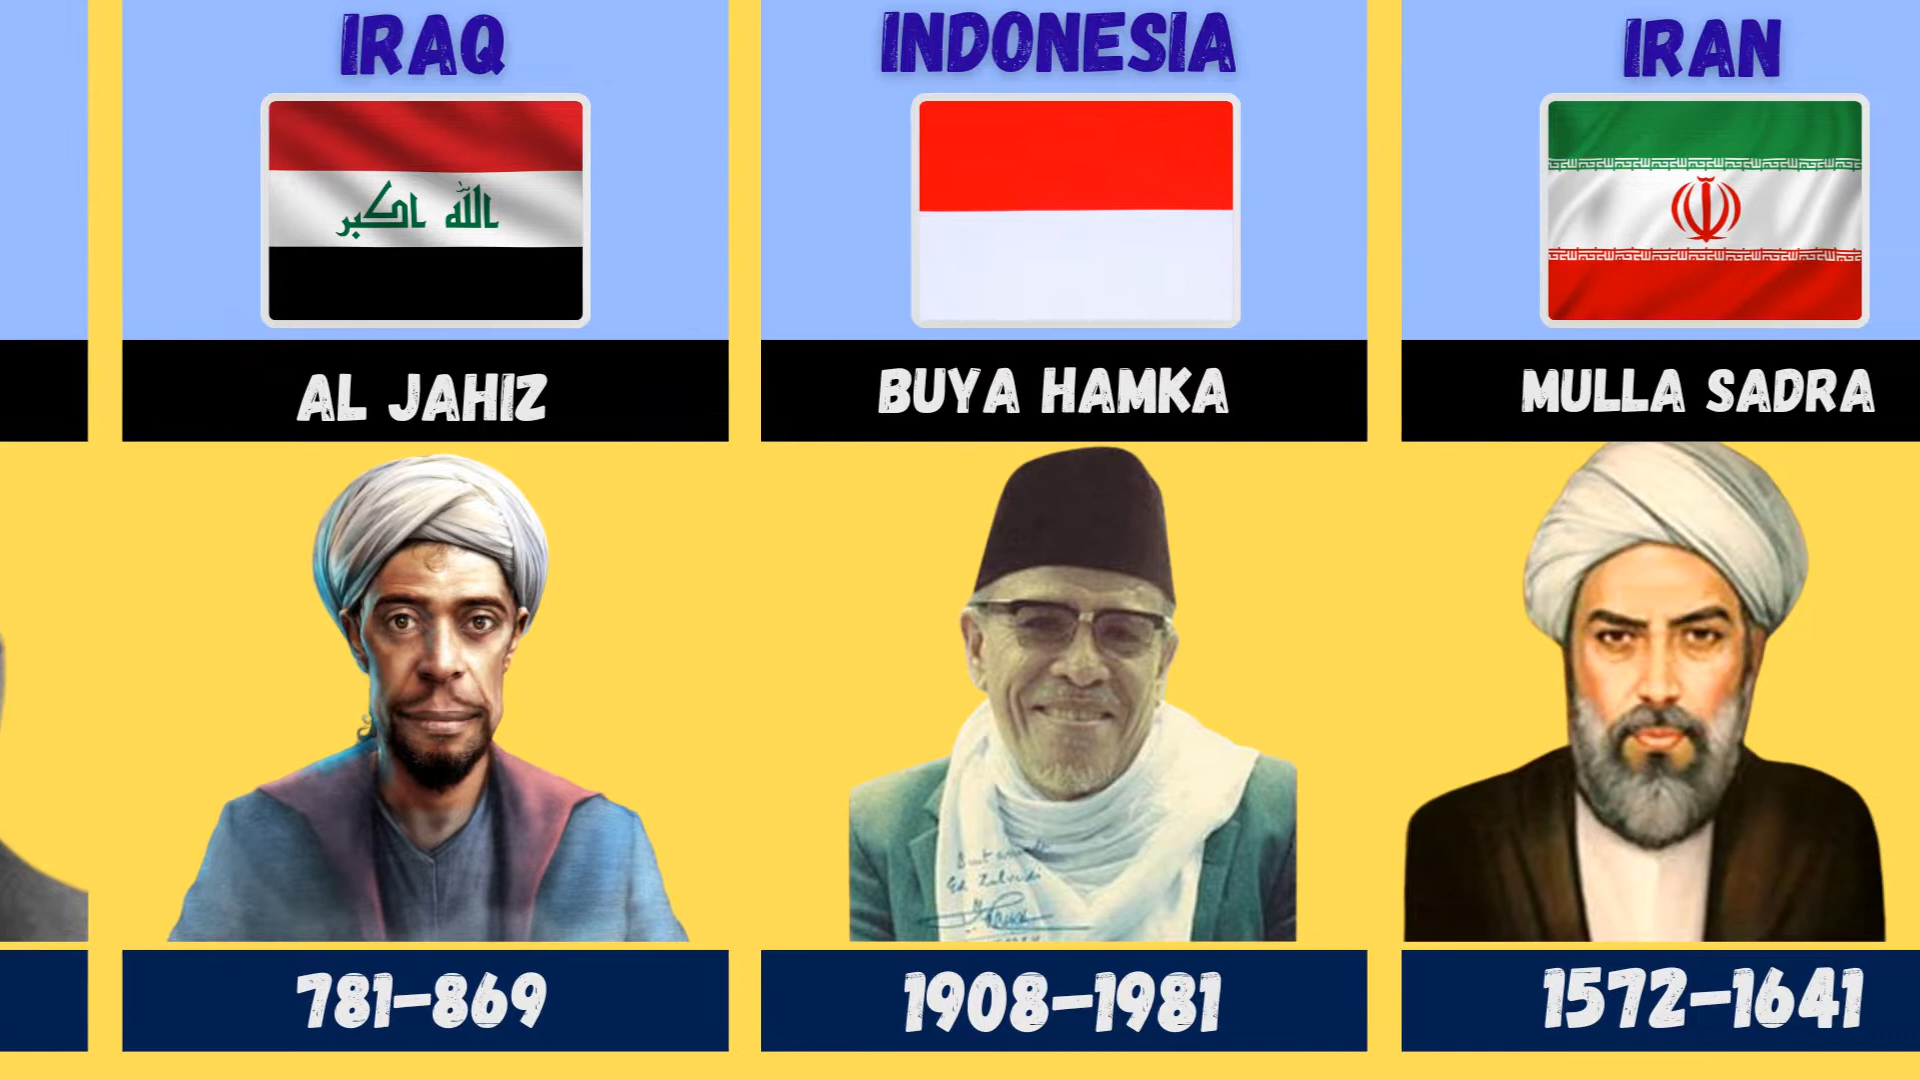 IRAQ
الله اكبر
AL JAHIZ
781-869
INDONESIA
BUYA HAMKA
1908-1981
IRAN
MULLA SADRA
1572-1641